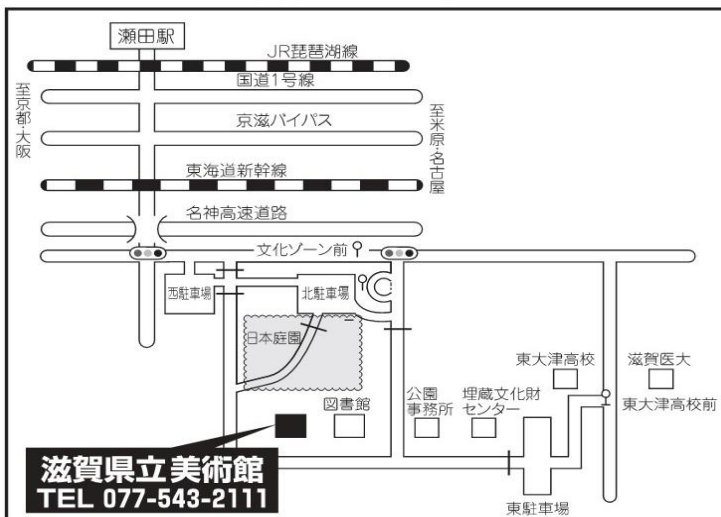 瀬田駅
JR琵琶湖線
国道1号線
至京都・大阪
京滋バイパス
至米原・名古屋
東海道新幹線
名神高速道路
文化ゾーン前
西駐車場
北駐車場
日本庭園
東大津高校
滋賀医大
図書館
公園
事務所
埋蔵文化財
センター
東大津高校前
滋賀県立美術館
TEL 077-543-2111
東駐車場